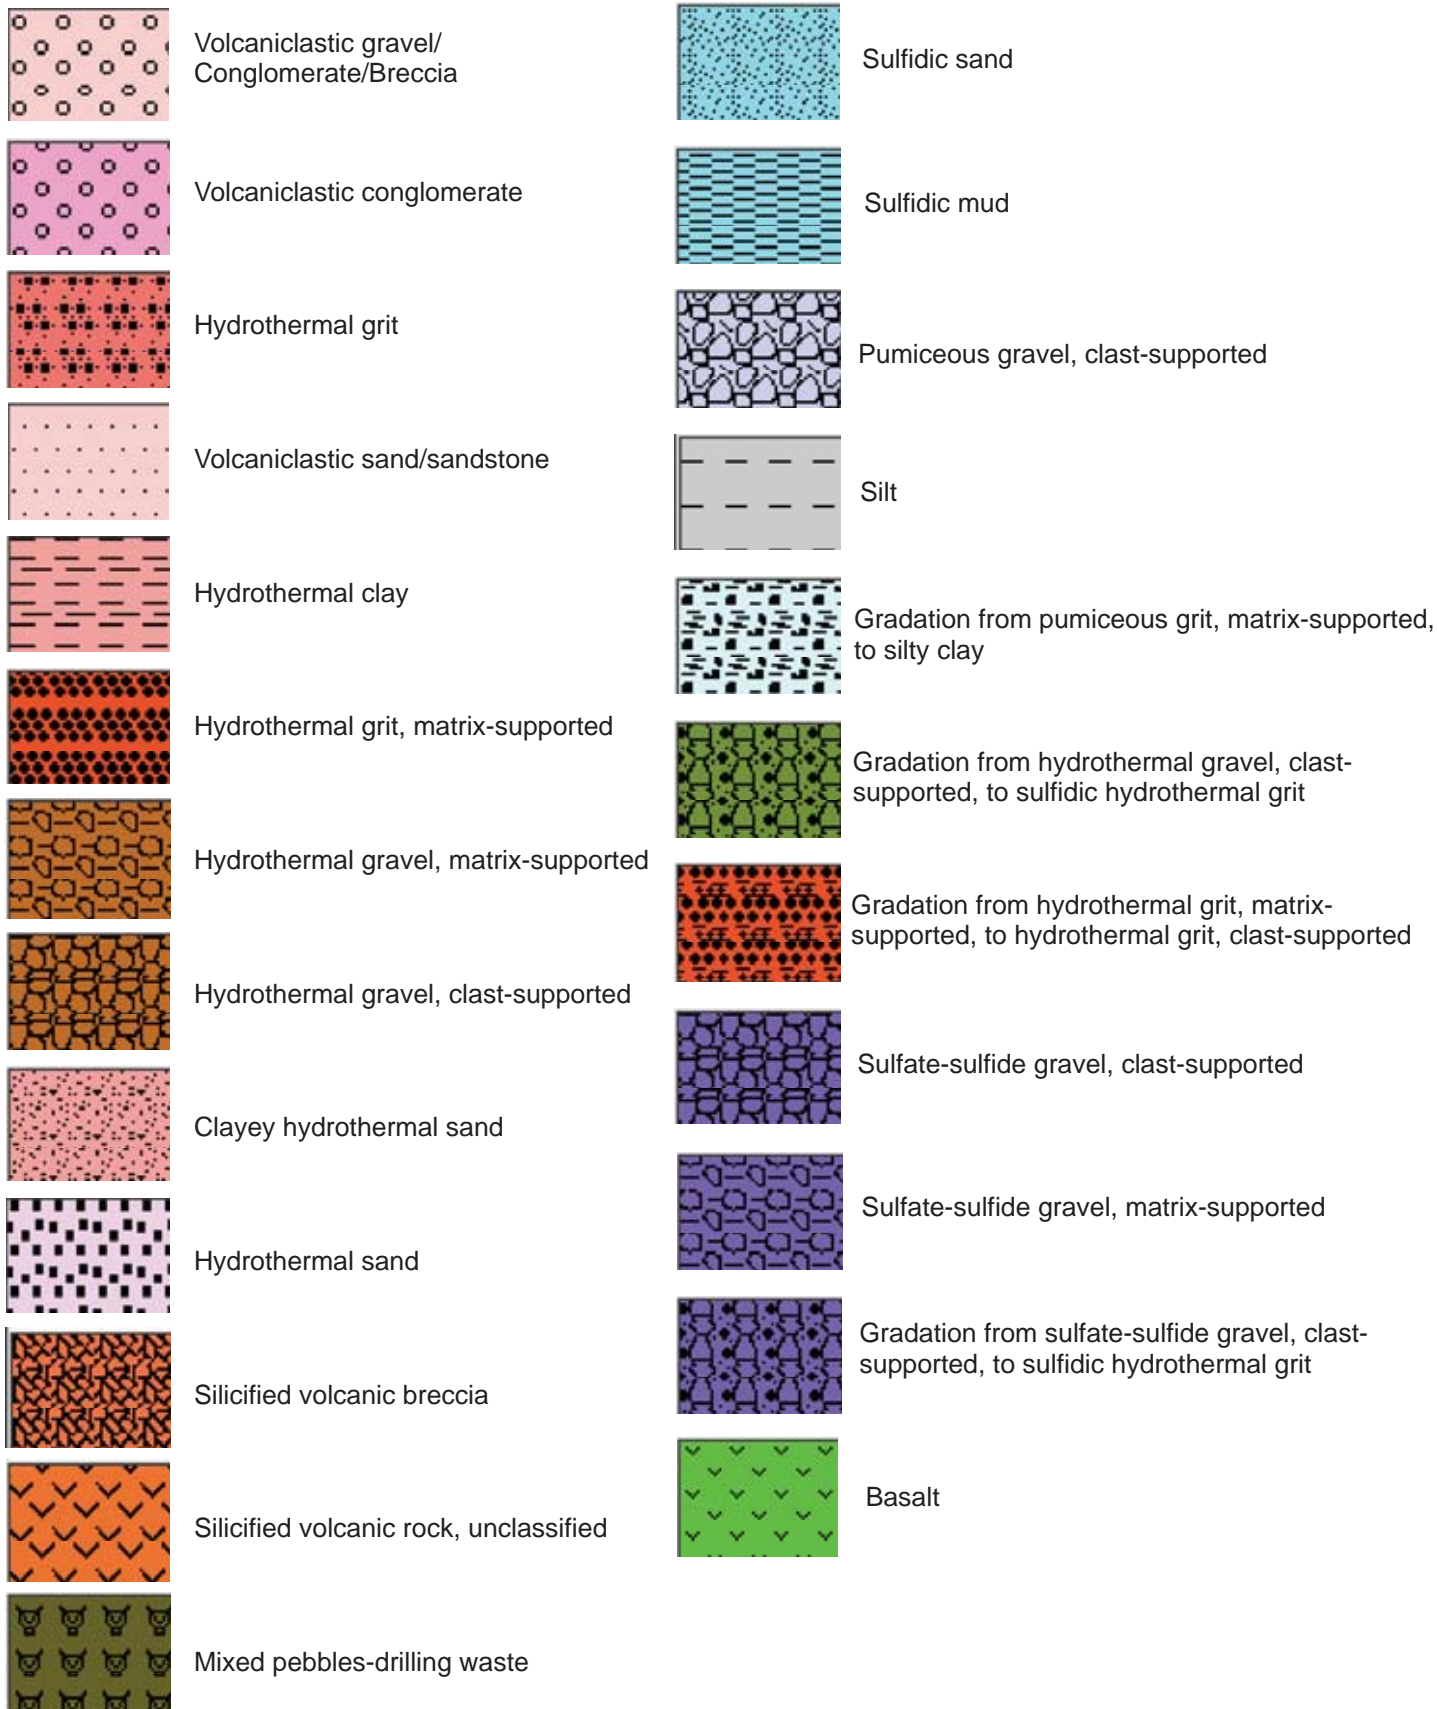 Volcaniclastic gravel/
Conglomerate/Breccia
Volcaniclastic conglomerate
Hydrothermal grit
Volcaniclastic sand/sandstone
Hydrothermal clay
Hydrothermal grit, matrix-supported
Hydrothermal gravel, matrix-supported
Hydrothermal gravel, clast-supported
Clayey hydrothermal sand
Hydrothermal sand
Silicified volcanic breccia
Silicified volcanic rock, unclassified
Mixed pebbles-drilling waste
Sulfidic sand
Sulfidic mud
Pumiceous gravel, clast-supported
Silt
Gradation from pumiceous grit, matrix-supported,
to silty clay
Gradation from hydrothermal gravel, clast-
supported, to sulfidic hydrothermal grit
Gradation from hydrothermal grit, matrix-
supported, to hydrothermal grit, clast-supported
Sulfate-sulfide gravel, clast-supported
Sulfate-sulfide gravel, matrix-supported
Gradation from sulfate-sulfide gravel, clast-
supported, to sulfidic hydrothermal grit
Basalt